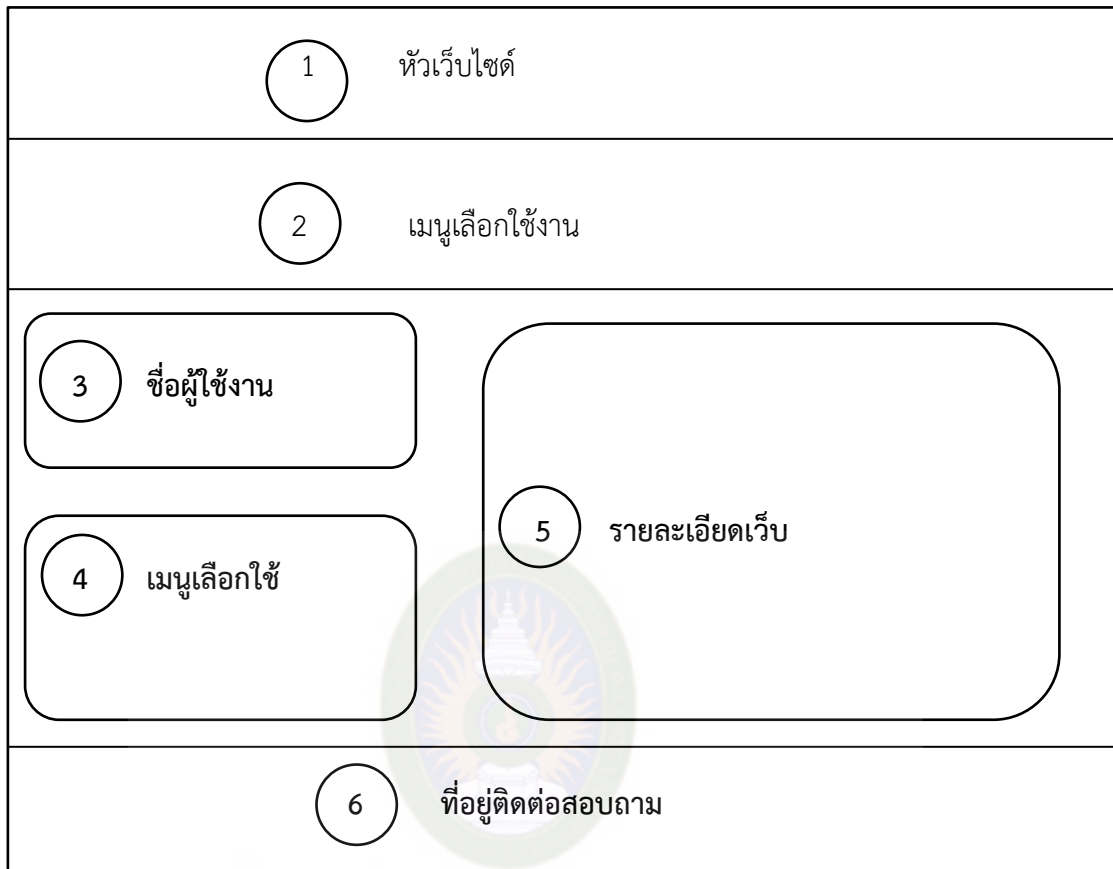 1 หัวเว็บไซด์
2 เมนูเลือกใช้งาน
3 ชื่อผู้ใช้งาน
4 เมนูเลือกใช้
5 รายละเอียดเว็บ
6 ที่อยู่ติดต่อสอบถาม